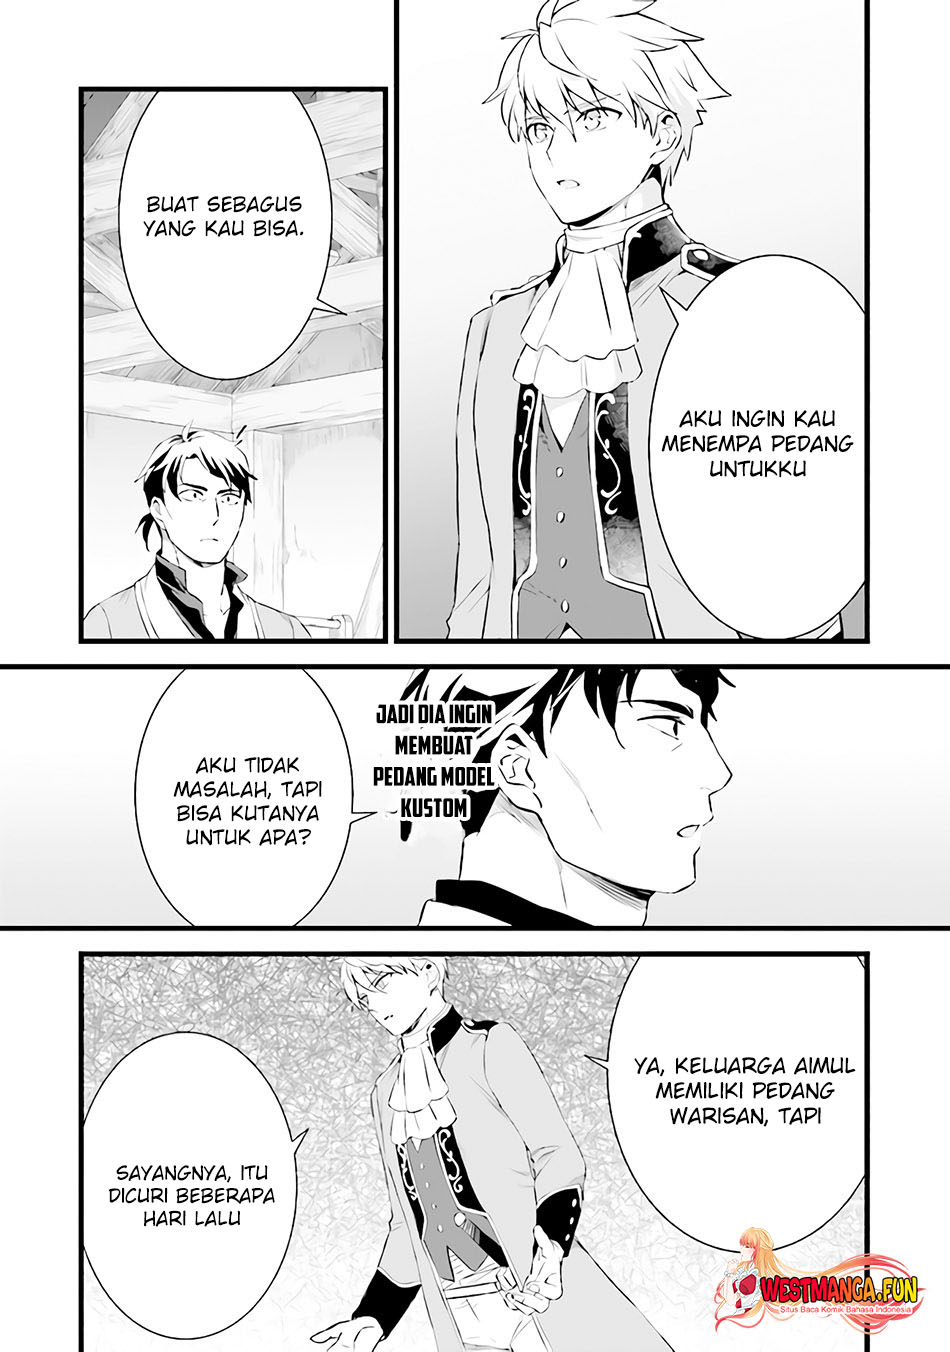 AKU INGIN KAU
MENEMPA PEDANG
UNTUKKU
BUAT SEBAGUS
YANG KAU BISA.
JADI DIA INGIN
MEMBUAT
PEDANG MODEL
KUSTOM
AKU TIDAK
MASALAH, TAPI
BISA KUTANYA
UNTUK APA?
YA, KELUARGA AIMUL
MEMILIKI PEDANG
WARISAN, TAPI
SAYANGNYA, ITU
DICURI BEBERAPA
HARI LALU
WESTMANGA.FUN
Situs Baca Komik Bahasa Indonesia